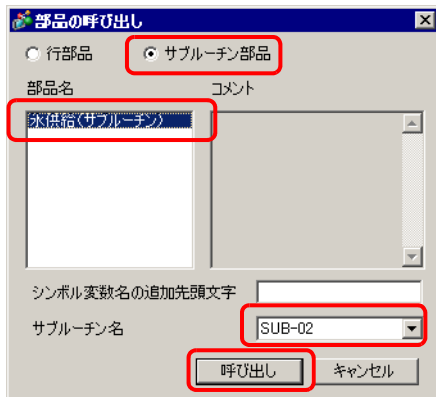 部品の呼び出し
行部品 サブルーチン部品
部品名 コメント
氷供給(サブルーチン)
シンボル変数名の追加先頭文字
サブルーチン名 SUB-02
呼び出し キャンセル